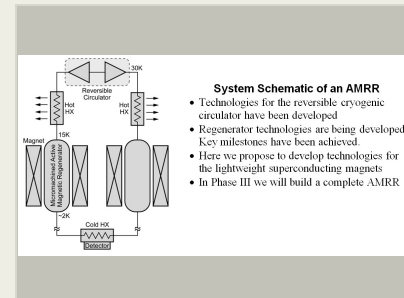 Reversible
Circulator
30K
Hot
HX
Hot
HX
15K
Magnet
Micromachined Active
Magnetic Regenerator
~2K
Cold HX
Detector
System Schematic of an AMRR
• Technologies for the reversible cryogenic
circulator have been developed
• Regenerator technologies are being developed
Key milestones have been achieved.
• Here we propose to develop technologies for
the lightweight superconducting magnets
• In Phase III we will build a complete AMRR